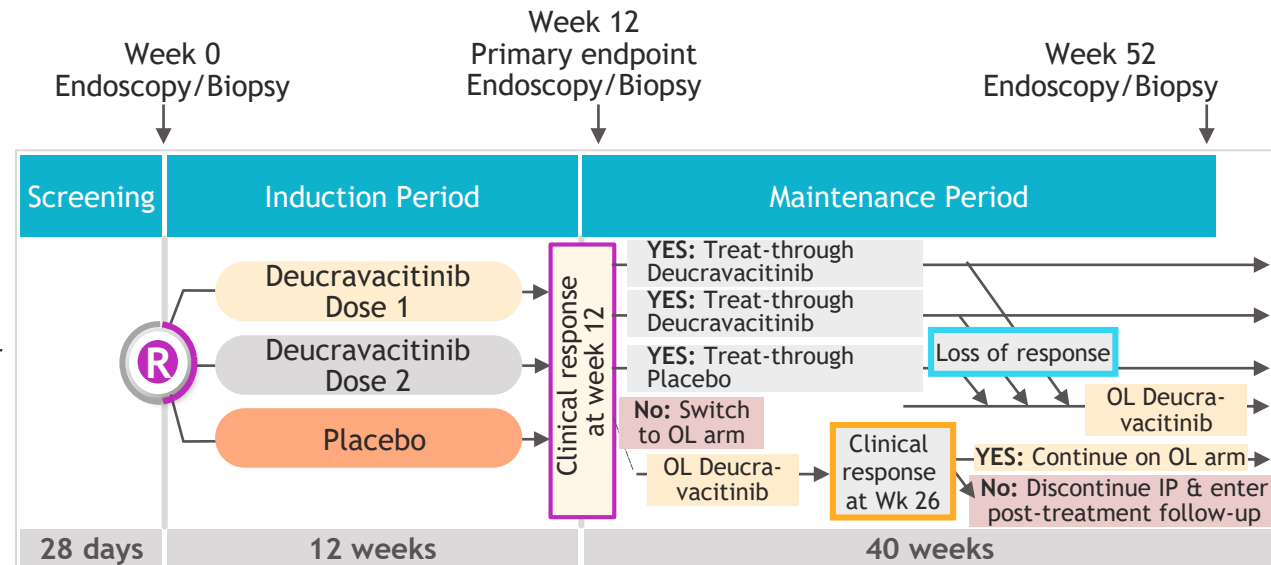 Week 0
Endoscopy/Biopsy
Week 12
Primary endpoint
Endoscopy/Biopsy
Week 52
Endoscopy/Biopsy
Screening
Induction Period
Maintenance Period
R
Deucravacitinib
Dose 1
Deucravacitinib
Dose 2
Placebo
Clinical response
at week 12
YES: Treat-through
Deucravacitinib
YES: Treat-through
Deucravacitinib
YES: Treat-through
Placebo
Loss of response
OL Deucra-
vacitinib
No: Switch
to OL arm
OL Deucra-
vacitinib
Clinical
response
at Wk 26
YES: Continue on OL arm
No: Discontinue IP & enter
post-treatment follow-up
28 days
12 weeks
40 weeks